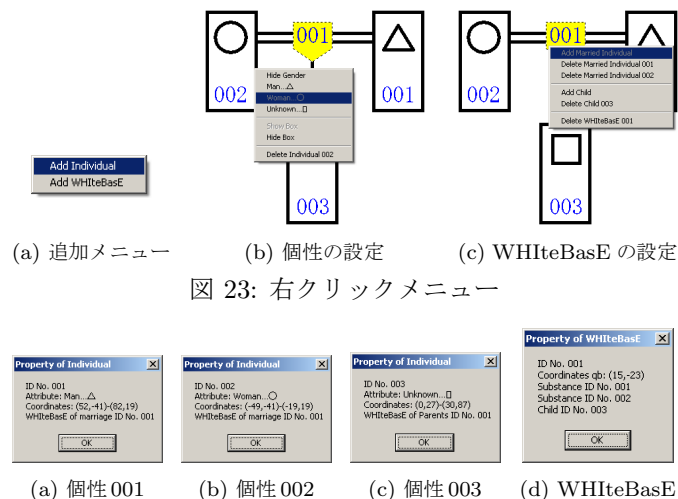 Add Individual
Add WHIteBasE
(a) 追加メニュー
001
002
001
Hide Gender
Man...△
Woman...○
Unknown...□
Show Box
Hide Box
Delete Individual 002
003
(b) 個性の設定
001
002
Add Married Individual
Delete Married Individual 001
Delete Married Individual 002
Add Child
Delete Child 003
Delete WHIteBasE 001
003
(c) WHIteBasE の設定
図 23: 右クリックメニュー
Property of Individual
ID No. 001
Attribute: Man...△
Coordinates: (52,-41)-(82,19)
WHIteBasE of marriage ID No. 001
OK
(a) 個性 001
Property of Individual
ID No. 002
Attribute: Woman...○
Coordinates: (-49,-41)-(-19,19)
WHIteBasE of marriage ID No. 001
OK
(b) 個性 002
Property of Individual
ID No. 003
Attribute: Unknown...□
Coordinates: (0,27)-(30,87)
WHIteBasE of Parents ID No. 001
OK
(c) 個性 003
Property of WHIteBasE
ID No. 001
Coordinates qb: (15,-23)
Substance ID No. 001
Substance ID No. 002
Child ID No. 003
OK
(d) WHIteBasE